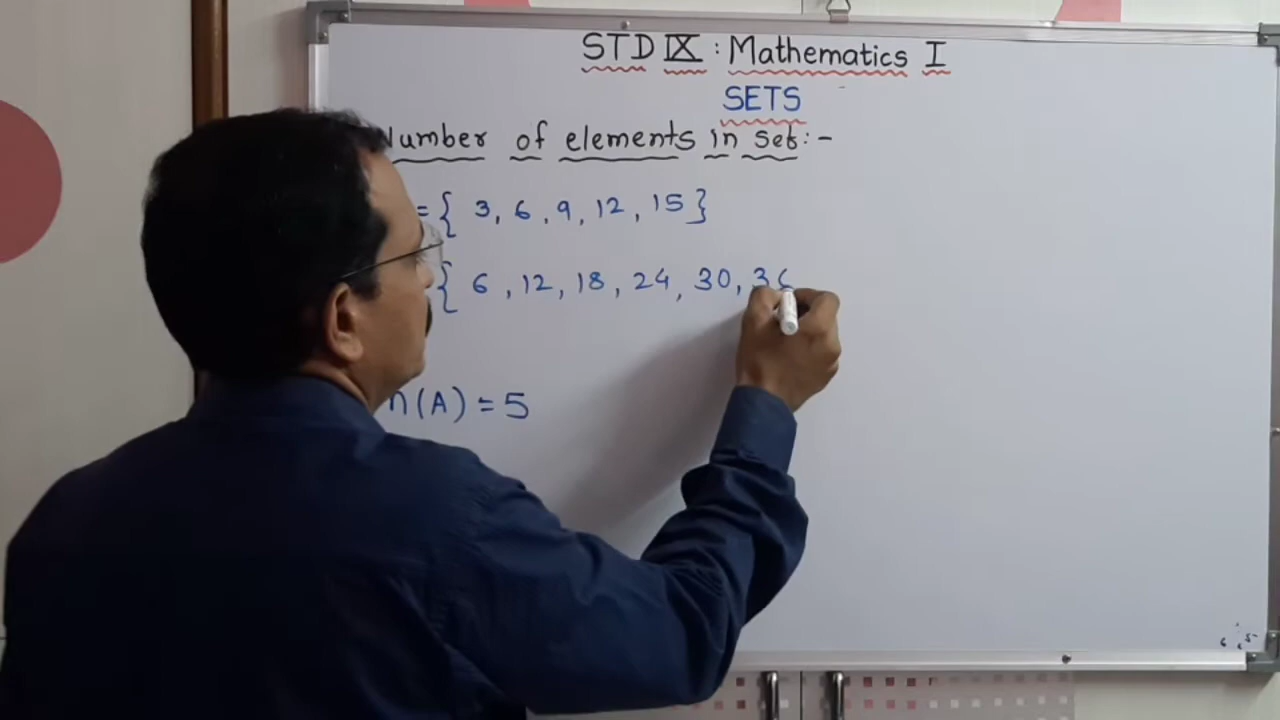 STD IX : Mathematics I
SETS
Number of elements in set:-
= { 3, 6, 9, 12, 15 }
{ 6, 12, 18, 24, 30, 36
n(A) = 5